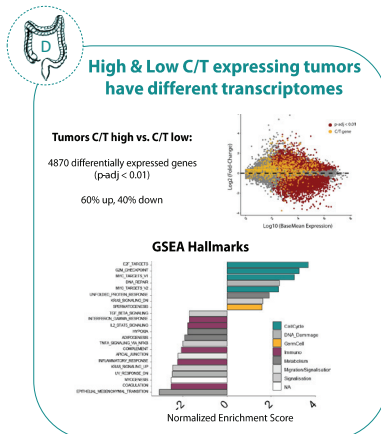 D
High & Low C/T expressing tumors
have different transcriptomes
Tumors C/T high vs. C/T low:
4870 differentially expressed genes
(p-adj < 0.01)
60% up, 40% down
p-adj < 0.01
C/T gene
Log2 (Fold-Change)
Log10 (BaseMean Expression)
GSEA Hallmarks
E2F_TARGETS
G2M_CHECKPOINT
MYC_TARGETS_V1
DNA_REPAIR
MYC_TARGETS_V2
UNFOLDED_PROTEIN_RESPONSE
KRAS_SIGNALING_DN
SPERMATOGENESIS
TGF_BETA_SIGNALING
INTERFERON_GAMMA_RESPONSE
IL2_STAT5_SIGNALING
HYPOXIA
ADIPOGENESIS
TNFA_SIGNALING_VIA_NFKB
COMPLEMENT
APICAL_JUNCTION
INFLAMMATORY_RESPONSE
KRAS_SIGNALING_UP
UV_RESPONSE_DN
MYOGENESIS
COAGULATION
EPITHELIAL_MESENCHYMAL_TRANSITION
CellCycle
DNA_Dammage
GermCell
Immuno
Metabolism
Migration/Signalisation
Signalisation
NA
-2
0
2
4
Normalized Enrichment Score